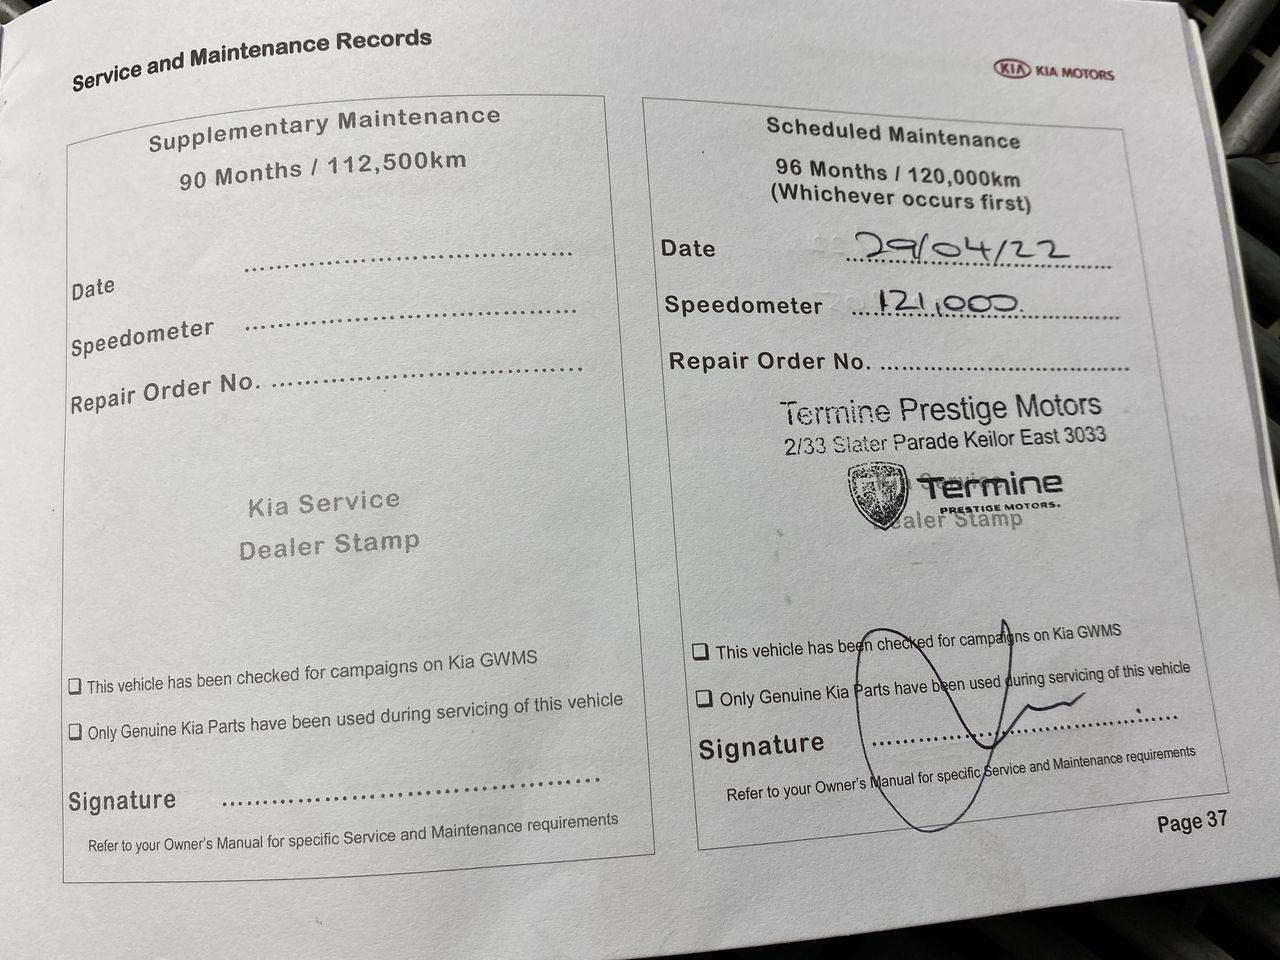 Service and Maintenance Records
KIA KIA MOTORS
Supplementary Maintenance
90 Months / 112,500km
Date ........................................
Speedometer ........................................
Repair Order No. ......................................
Kia Service
Dealer Stamp
❑ This vehicle has been checked for campaigns on Kia GWMS
❑ Only Genuine Kia Parts have been used during servicing of this vehicle
Signature ..............................................
Refer to your Owner's Manual for specific Service and Maintenance requirements
Scheduled Maintenance
96 Months / 120,000km
(Whichever occurs first)
Date 29/04/22
Speedometer 121,000.
Repair Order No. ..................................
Termine Prestige Motors
2/33 Slater Parade Keilor East 3033
Termine
PRESTIGE MOTORS.
Dealer Stamp
❑ This vehicle has been checked for campaigns on Kia GWMS
❑ Only Genuine Kia Parts have been used during servicing of this vehicle
Signature ..........................................
Refer to your Owner's Manual for specific Service and Maintenance requirements
Page 37